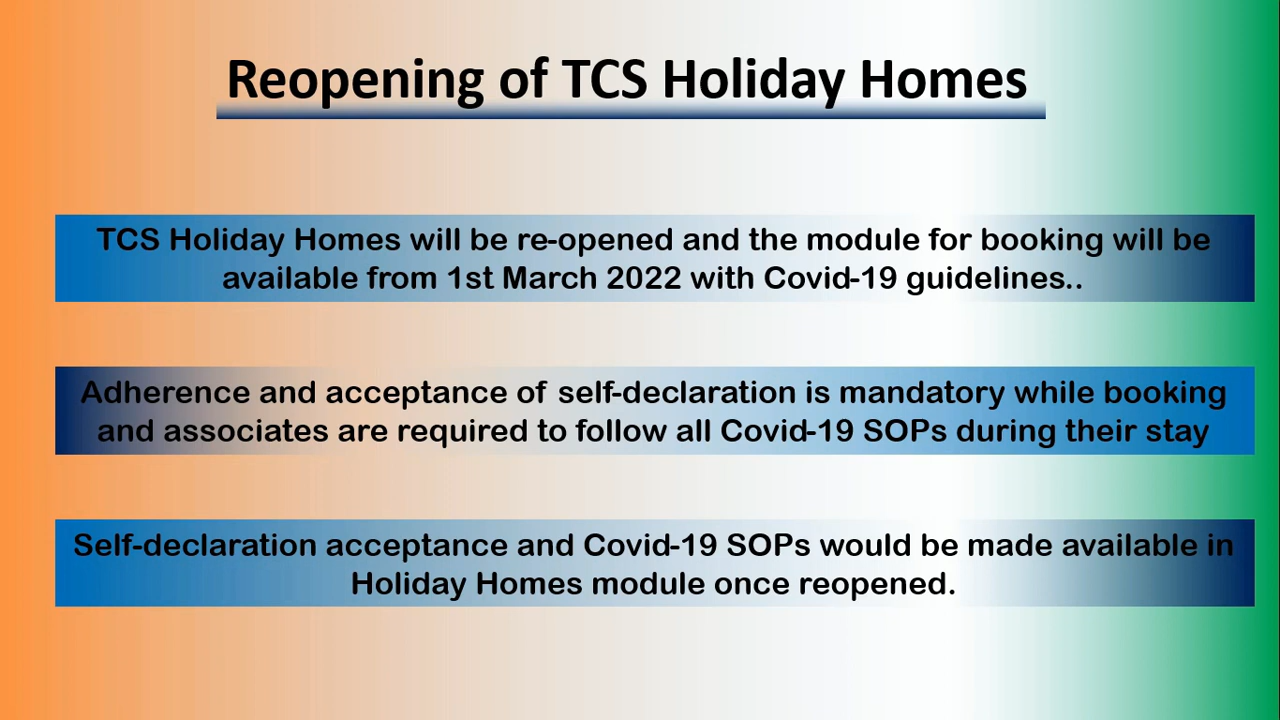 Reopening of TCS Holiday Homes
TCS Holiday Homes will be re-opened and the module for booking will be
available from 1st March 2022 with Covid-19 guidelines..
Adherence and acceptance of self-declaration is mandatory while booking
and associates are required to follow all Covid-19 SOPs during their stay
Self-declaration acceptance and Covid-19 SOPs would be made available in
Holiday Homes module once reopened.